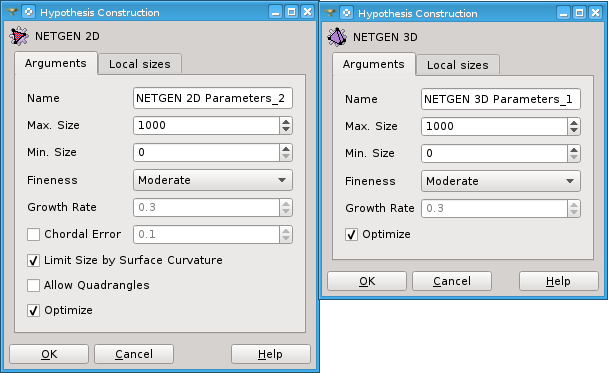 Hypothesis Construction
NETGEN 2D
Arguments
Local sizes
Name
NETGEN 2D Parameters_2
Max. Size
1000
Min. Size
0
Fineness
Moderate
Growth Rate
0.3
Chordal Error
0.1
Limit Size by Surface Curvature
Allow Quadrangles
Optimize
OK
Cancel
Help
Hypothesis Construction
NETGEN 3D
Arguments
Local sizes
Name
NETGEN 3D Parameters_1
Max. Size
1000
Min. Size
0
Fineness
Moderate
Growth Rate
0.3
Optimize
OK
Cancel
Help